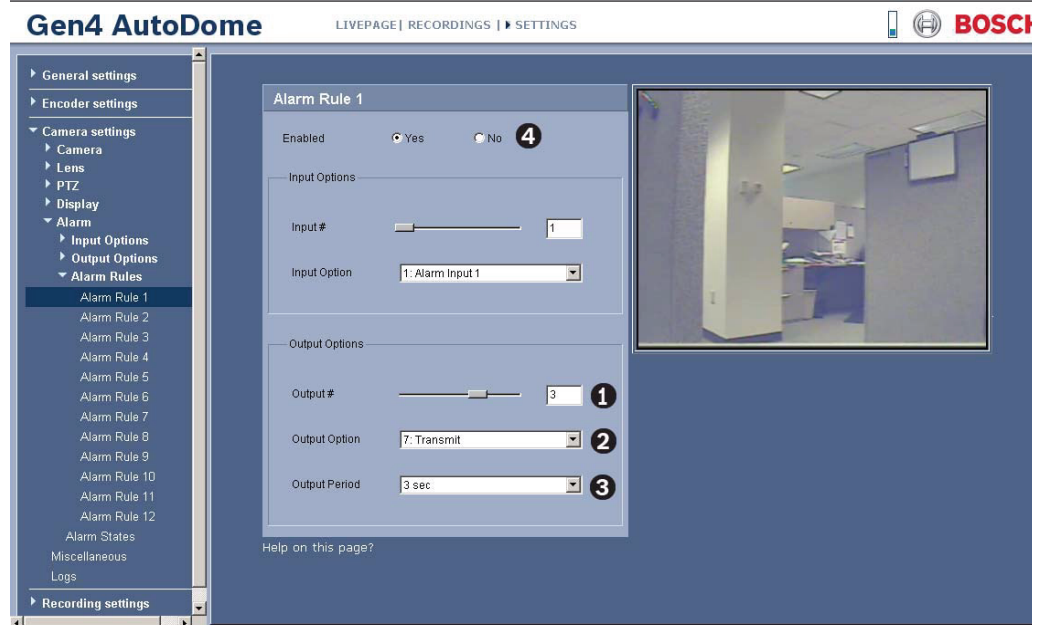 Gen4 AutoDome
LIVEPAGE| RECORDINGS | SETTINGS
BOSCH
General settings
Encoder settings
Camera settings
Camera
Lens
PTZ
Display
Alarm
Input Options
Output Options
Alarm Rules
Alarm Rule 1
Alarm Rule 2
Alarm Rule 3
Alarm Rule 4
Alarm Rule 5
Alarm Rule 6
Alarm Rule 7
Alarm Rule 8
Alarm Rule 9
Alarm Rule 10
Alarm Rule 11
Alarm Rule 12
Alarm States
Miscellaneous
Logs
Recording settings
Alarm Rule 1
Enabled Yes No 4
Input Options
Input # 1
Input Option 1: Alarm Input 1
Output Options
Output # 3 1
Output Option 7: Transmit 2
Output Period 3 sec 3
Help on this page?